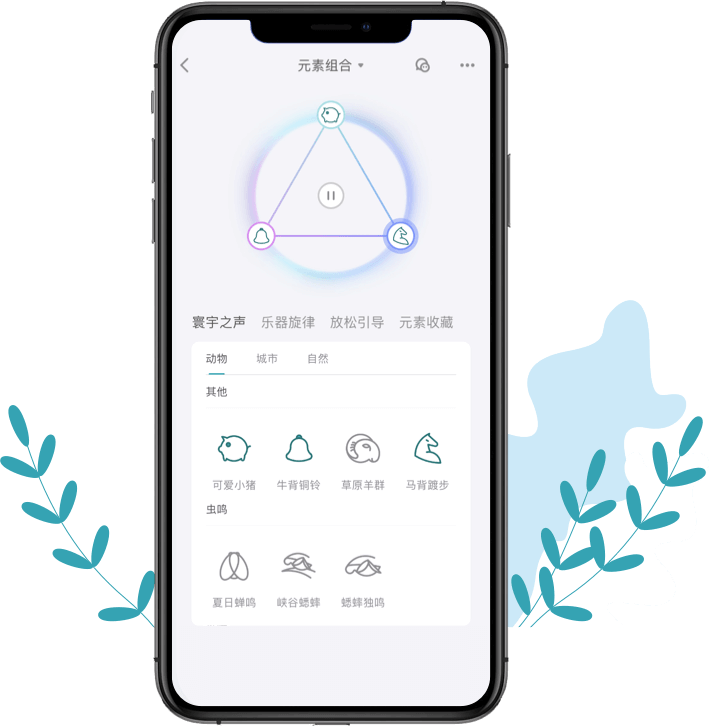 元素组合
寰宇之声 乐器旋律 放松引导 元素收藏
动物 城市 自然
其他
可爱小猪 牛背铜铃 草原羊群 马背踱步
虫鸣
夏日蝉鸣 峡谷蟋蟀 蟋蟀独鸣